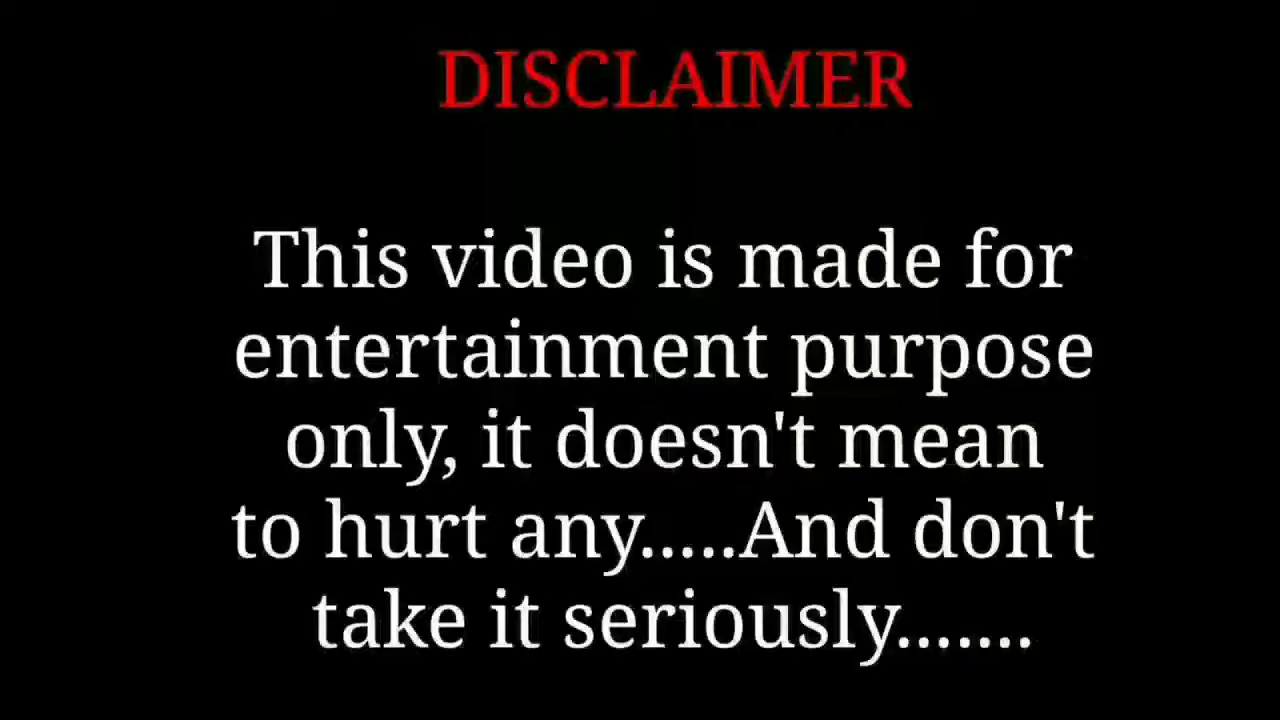 DISCLAIMER
This video is made for
entertainment purpose
only, it doesn't mean
to hurt any.....And don't
take it seriously.......